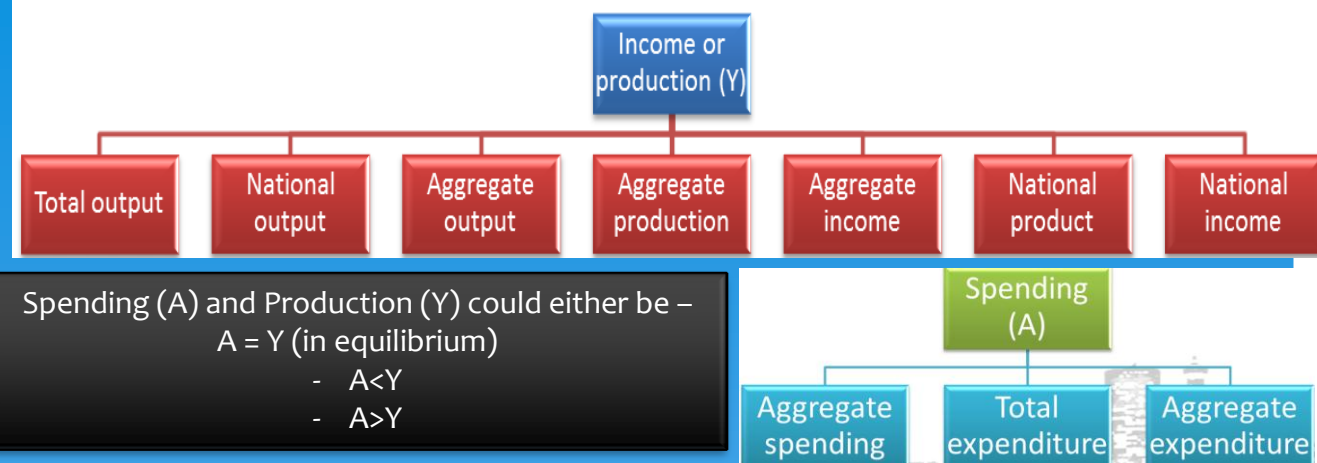 Income or
production (Y)
Total output
National
output
Aggregate
output
Aggregate
production
Aggregate
income
National
product
National
income
Spending (A) and Production (Y) could either be –
A = Y (in equilibrium)
- A<Y
- A>Y
Spending
(A)
Aggregate
spending
Total
expenditure
Aggregate
expenditure